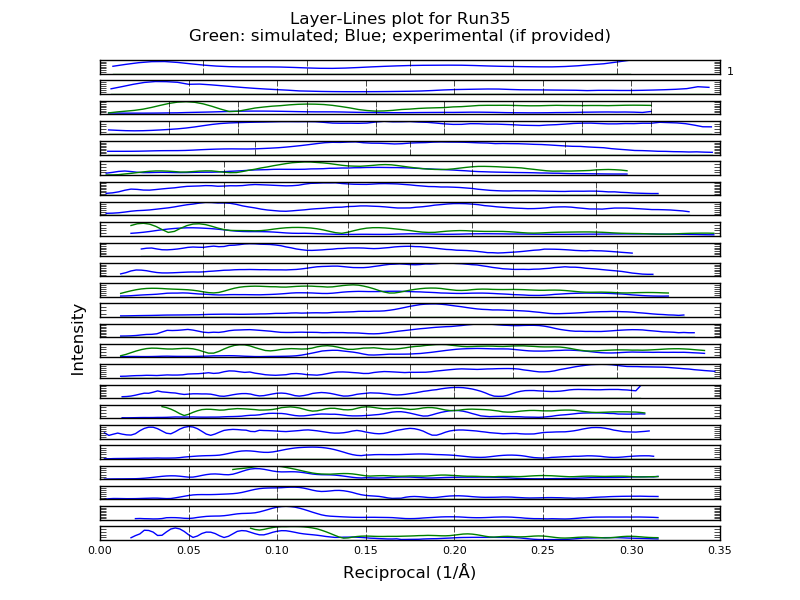 Layer-Lines plot for Run35
Green: simulated; Blue; experimental (if provided)
1
Intensity
0.00 0.05 0.10 0.15 0.20 0.25 0.30 0.35
Reciprocal (1/Å)